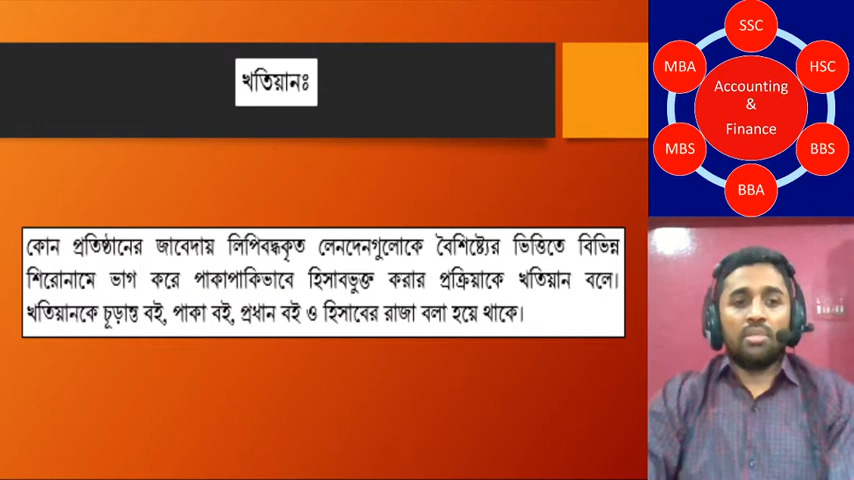 খতিয়ানঃ
কোন প্রতিষ্ঠানের জাবেদায় লিপিবদ্ধকৃত লেনদেনগুলোকে বৈশিষ্ট্যের ভিত্তিতে বিভিন্ন
শিরোনামে ভাগ করে পাকাপাকিভাবে হিসাবভুক্ত করার প্রক্রিয়াকে খতিয়ান বলে।
খতিয়ানকে চূড়ান্ত বই, পাকা বই, প্রধান বই ও হিসাবের রাজা বলা হয়ে থাকে।
SSC
HSC
BBS
BBA
MBS
MBA
Accounting
&
Finance